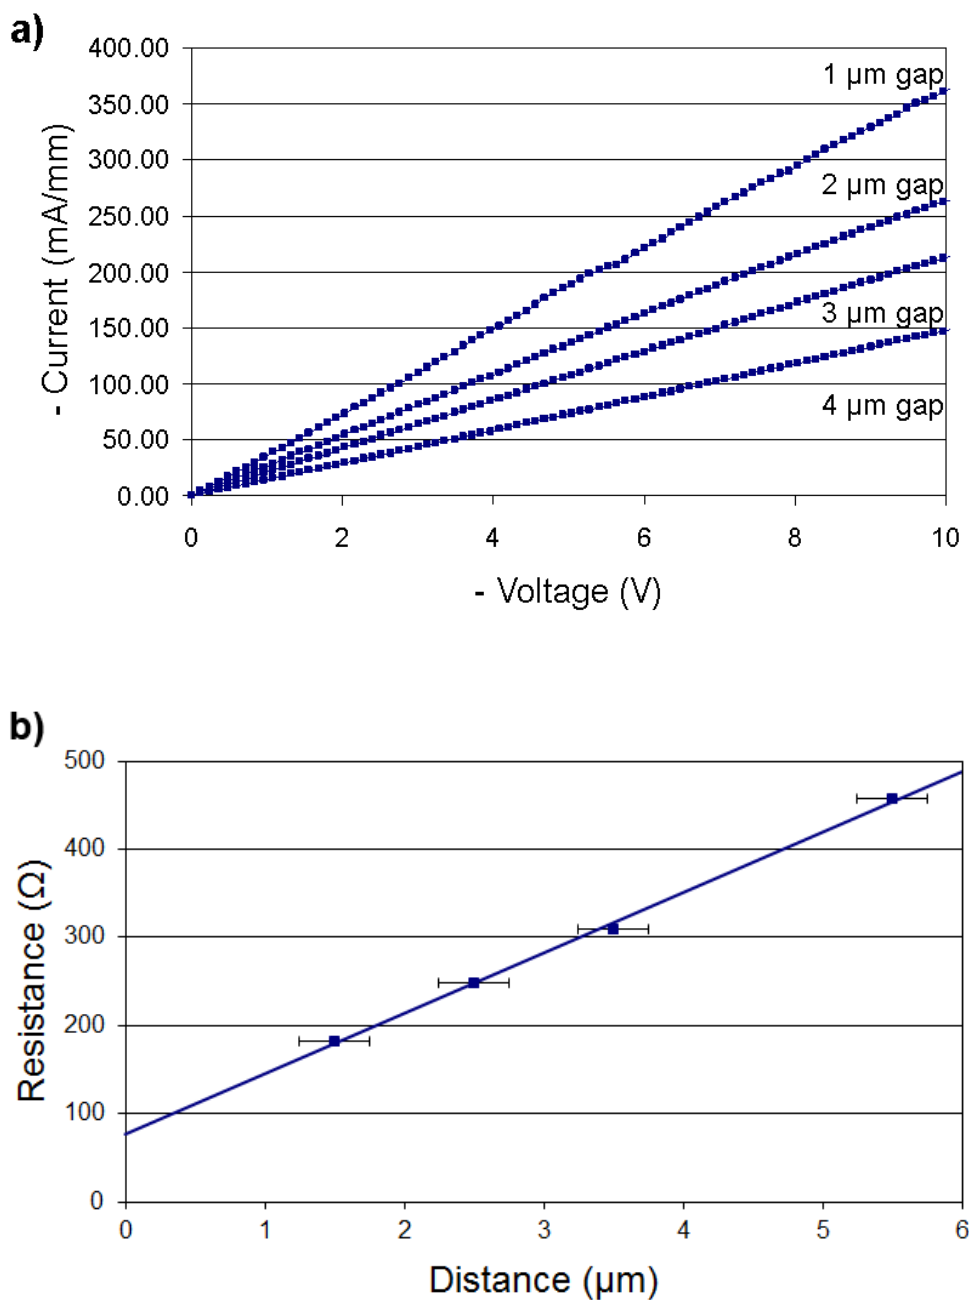 a)
400.00
350.00
300.00
250.00
200.00
150.00
100.00
50.00
0.00
- Current (mA/mm)
1 µm gap
2 µm gap
3 µm gap
4 µm gap
0 2 4 6 8 10
- Voltage (V)
b)
500
400
300
200
100
0
Resistance (Ω)
0 1 2 3 4 5 6
Distance (µm)